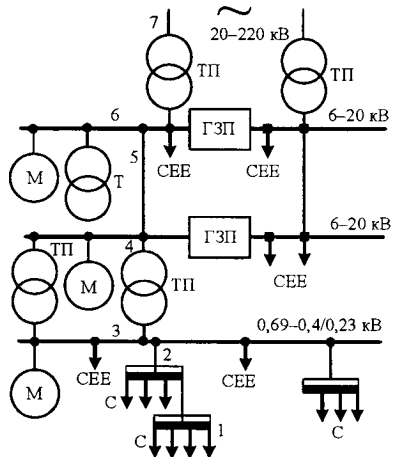 7
20–220 кВ
ТП
ТП
6
ГЗП
6–20 кВ
5
М
Т
СЕЕ
СЕЕ
ТП
4
ГЗП
6–20 кВ
М
ТП
СЕЕ
3
0,69–0,4/0,23 кВ
М
СЕЕ
2
СЕЕ
С
С
1
С